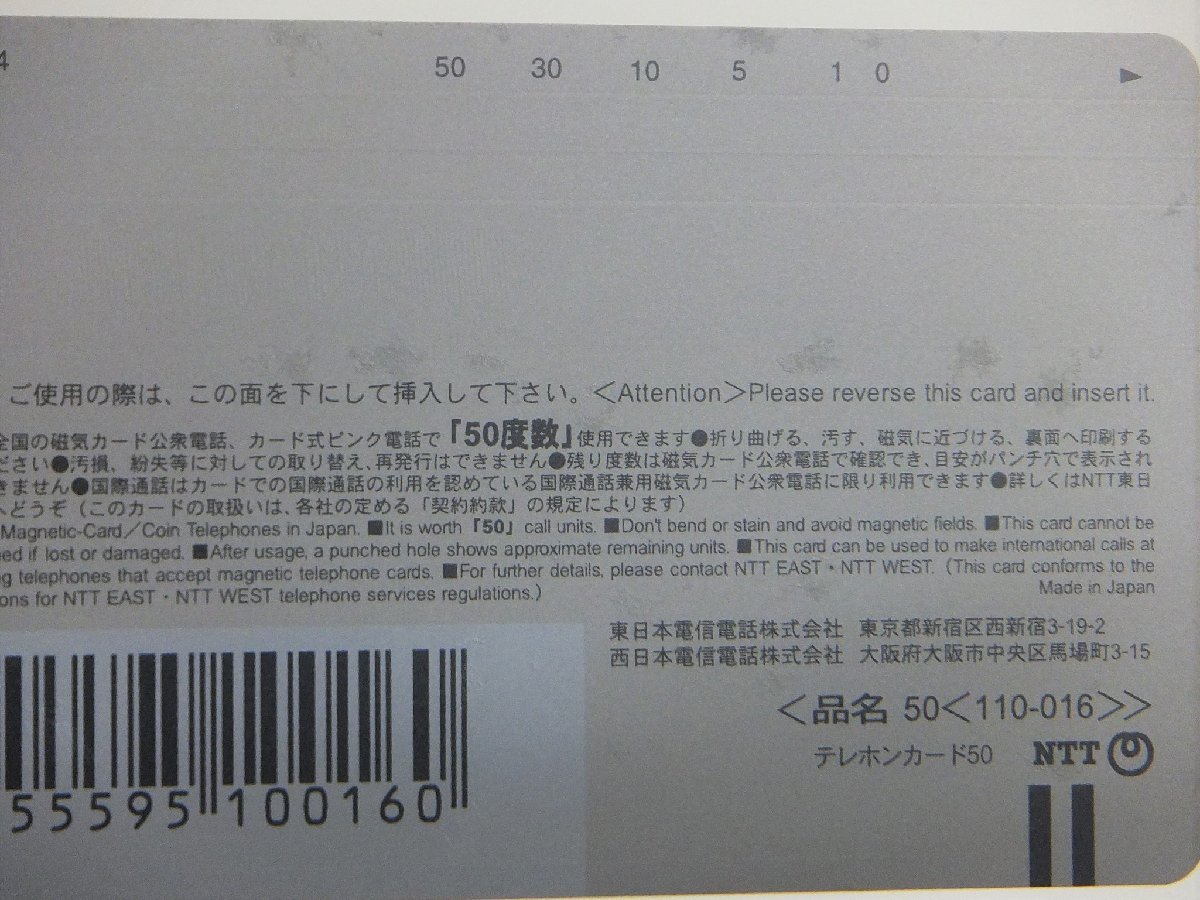 4 50 30 10 5 1 0 ▶
ご使用の際は、この面を下にして挿入して下さい。<Attention>Please reverse this card and insert it.
全国の磁気カード公衆電話、カード式ピンク電話で「50度数」使用できます●折り曲げる、汚す、磁気に近づける、裏面へ印刷する
ださい●汚損、紛失等に対しての取り替え、再発行はできません●残り度数は磁気カード公衆電話で確認でき、目安がパンチ穴で表示され
きません●国際通話はカードでの国際通話の利用を認めている国際通話兼用磁気カード公衆電話に限り利用できます●詳しくはNTT東日
へどうぞ（このカードの取扱いは、各社の定める「契約約款」の規定によります）
Magnetic-Card/Coin Telephones in Japan. ■It is worth「50」call units. ■Don't bend or stain and avoid magnetic fields. ■This card cannot be
ed if lost or damaged. ■After usage, a punched hole shows approximate remaining units. ■This card can be used to make international calls at
ng telephones that accept magnetic telephone cards. ■For further details, please contact NTT EAST・NTT WEST. (This card conforms to the
ons for NTT EAST・NTT WEST telephone services regulations.)
Made in Japan
東日本電信電話株式会社 東京都新宿区西新宿3-19-2
西日本電信電話株式会社 大阪府大阪市中央区馬場町3-15
<品名 50<110-016>>
テレホンカード50 NTT
55595 100160